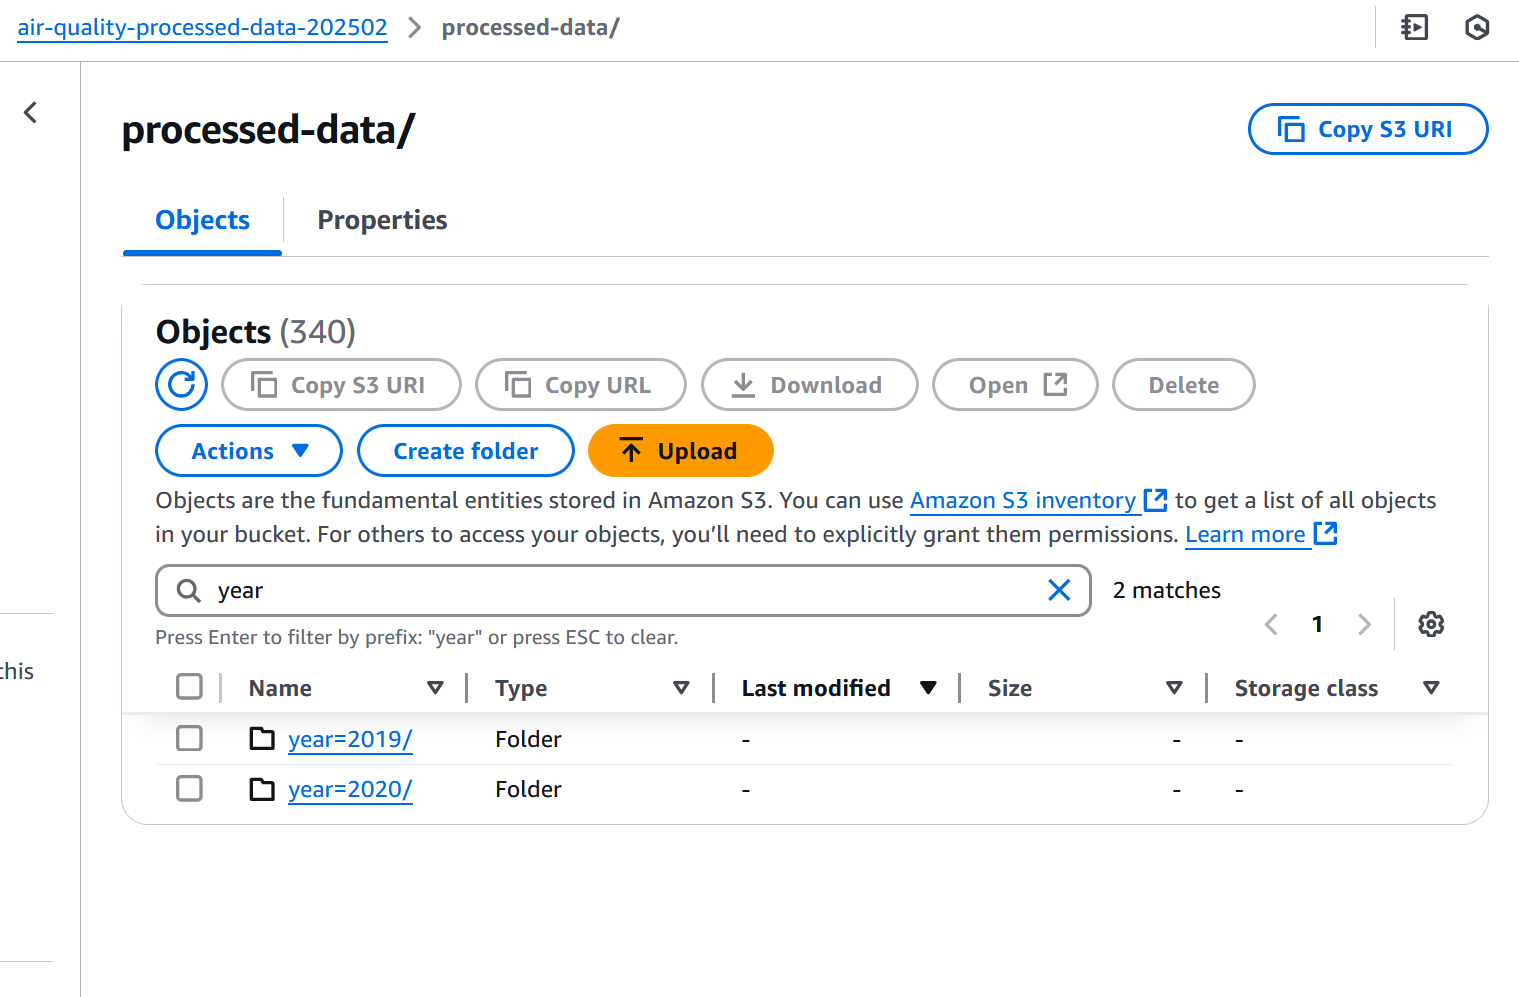 air-quality-processed-data-202502 > processed-data/
processed-data/
Copy S3 URI
Objects
Properties
Objects (340)
Copy S3 URI
Copy URL
Download
Open
Delete
Actions
Create folder
Upload
Objects are the fundamental entities stored in Amazon S3. You can use Amazon S3 inventory to get a list of all objects
in your bucket. For others to access your objects, you’ll need to explicitly grant them permissions. Learn more
year
2 matches
Press Enter to filter by prefix: "year" or press ESC to clear.
1
this
Name Type Last modified Size Storage class
year=2019/ Folder - - -
year=2020/ Folder - - -